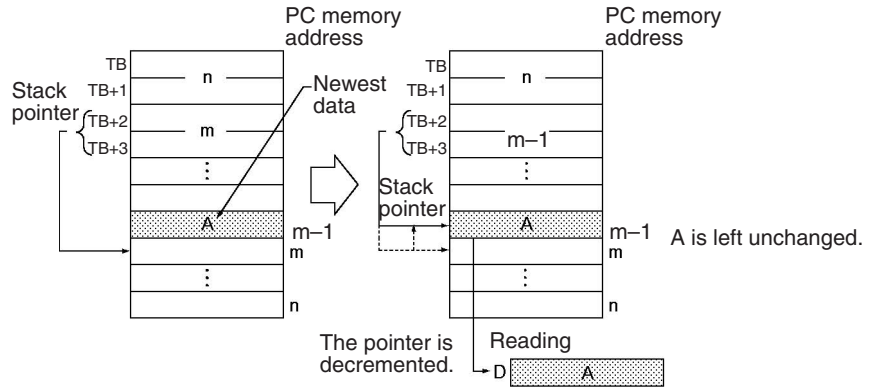 PC memory
address
TB
n
TB+1
Stack
pointer
TB+2
m
TB+3
Newest
data
A
m–1
m
n
PC memory
address
TB
n
TB+1
TB+2
m–1
TB+3
Stack
pointer
A
m–1
m
n
A is left unchanged.
The pointer is
decremented.
Reading
D
A